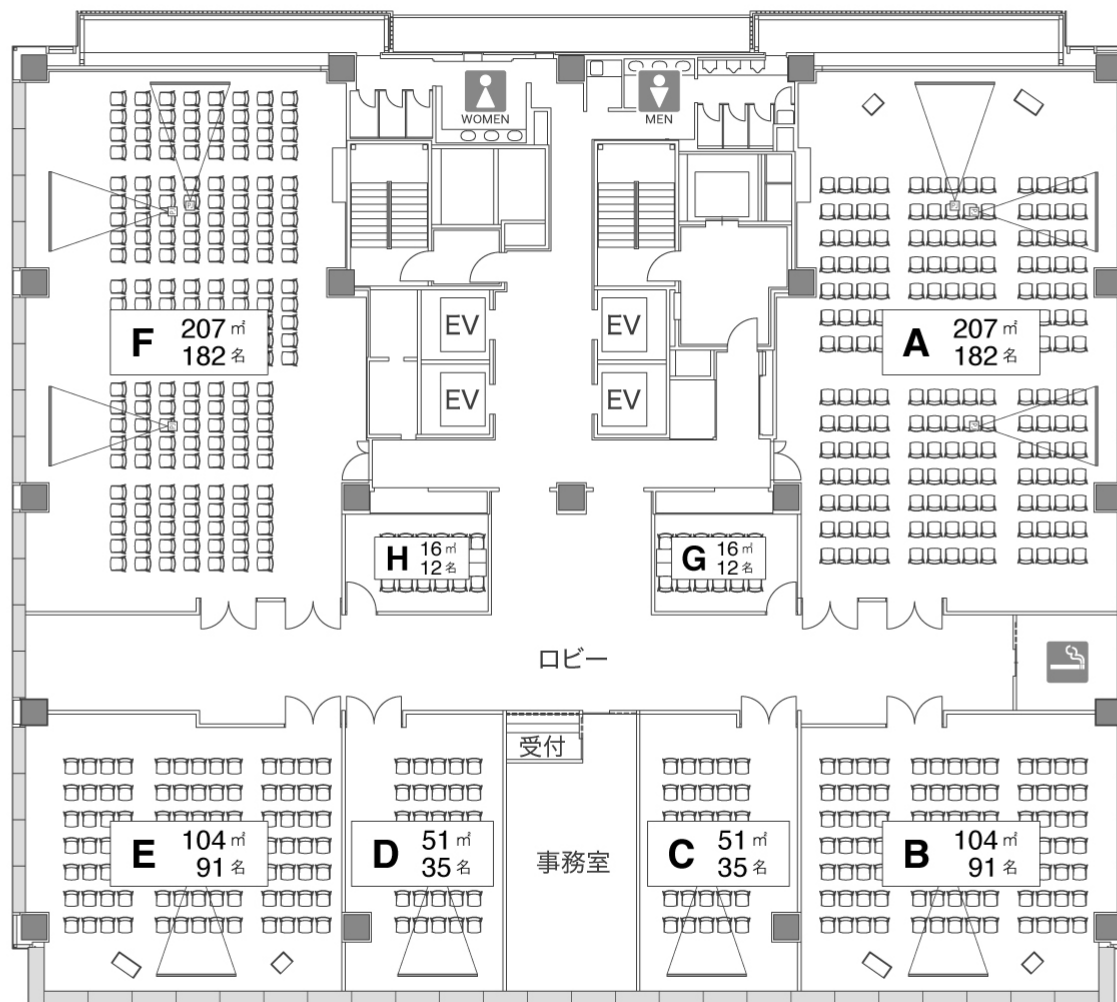 WOMEN
MEN
F 207㎡
182名
A 207㎡
182名
EV
EV
EV
EV
H 16㎡
12名
G 16㎡
12名
ロビー
受付
E 104㎡
91名
D 51㎡
35名
事務室
C 51㎡
35名
B 104㎡
91名